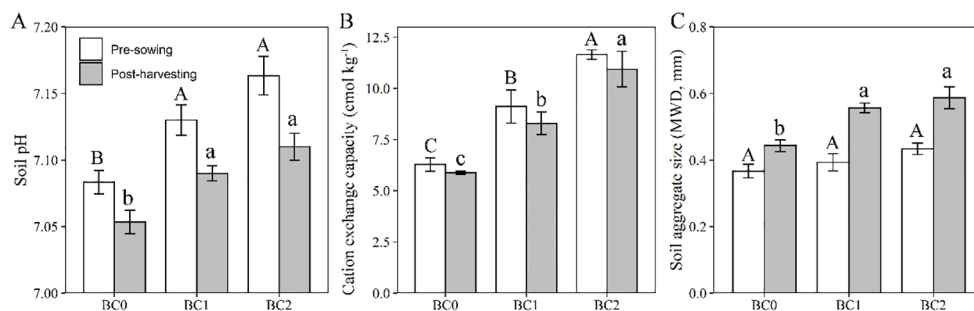 A
Soil pH
7.20
7.15
7.10
7.05
7.00
Pre-sowing
Post-harvesting
B
b
A
a
A
a
BC0
BC1
BC2
B
Cation exchange capacity (cmol kg⁻¹)
12.5
10.0
7.5
5.0
2.5
0.0
C
c
B
b
A
a
BC0
BC1
BC2
C
Soil aggregate size (MWD, mm)
0.8
0.6
0.4
0.2
0.0
A
b
A
a
A
a
BC0
BC1
BC2